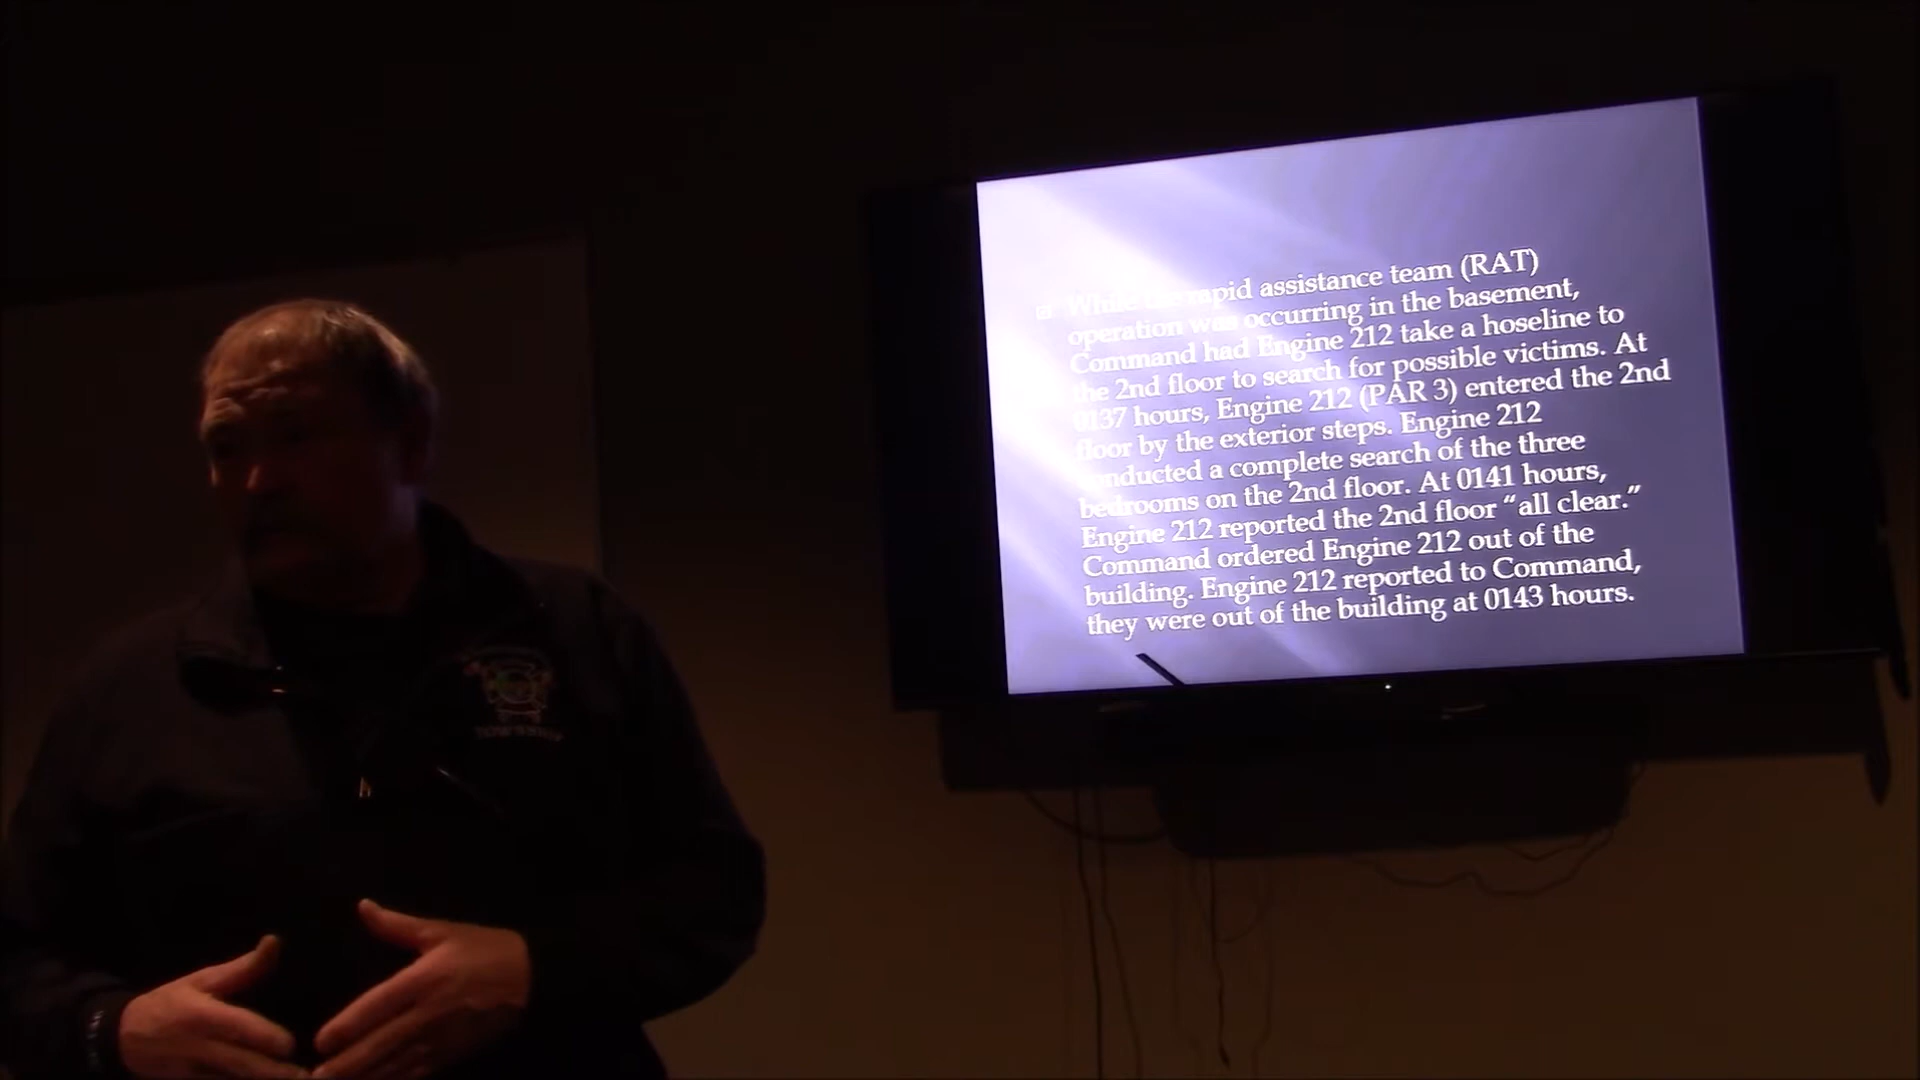 While the rapid assistance team (RAT)
operation was occurring in the basement,
Command had Engine 212 take a hoseline to
the 2nd floor to search for possible victims. At
0137 hours, Engine 212 (PAR 3) entered the 2nd
floor by the exterior steps. Engine 212
conducted a complete search of the three
bedrooms on the 2nd floor. At 0141 hours,
Engine 212 reported the 2nd floor “all clear.”
Command ordered Engine 212 out of the
building. Engine 212 reported to Command,
they were out of the building at 0143 hours.
TOWNSHIP